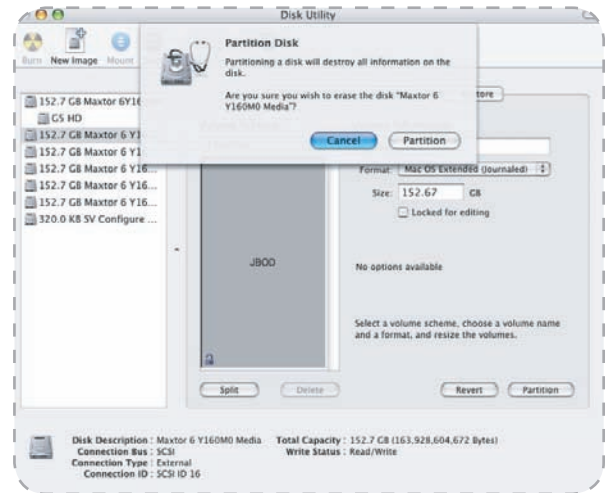 Disk Utility
Burn New Image Mount
Partition Disk
Partitioning a disk will destroy all information on the
disk.
Are you sure you wish to erase the disk "Maxtor 6
Y160M0 Media"?
Cancel Partition
152.7 GB Maxtor 6Y16
G5 HD
152.7 GB Maxtor 6 Y1
152.7 GB Maxtor 6 Y1
152.7 GB Maxtor 6 Y16...
152.7 GB Maxtor 6 Y16...
152.7 GB Maxtor 6 Y16...
320.0 KB SV Configure ...
tore
Format: Mac OS Extended (Journaled)
Size: 152.67 GB
Locked for editing
JBOD
No options available
Select a volume scheme, choose a volume name
and a format, and resize the volumes.
Split Delete Revert Partition
Disk Description : Maxtor 6 Y160M0 Media Total Capacity : 152.7 GB (163,928,604,672 Bytes)
Connection Bus : SCSI Write Status : Read/Write
Connection Type : External
Connection ID : SCSI ID 16